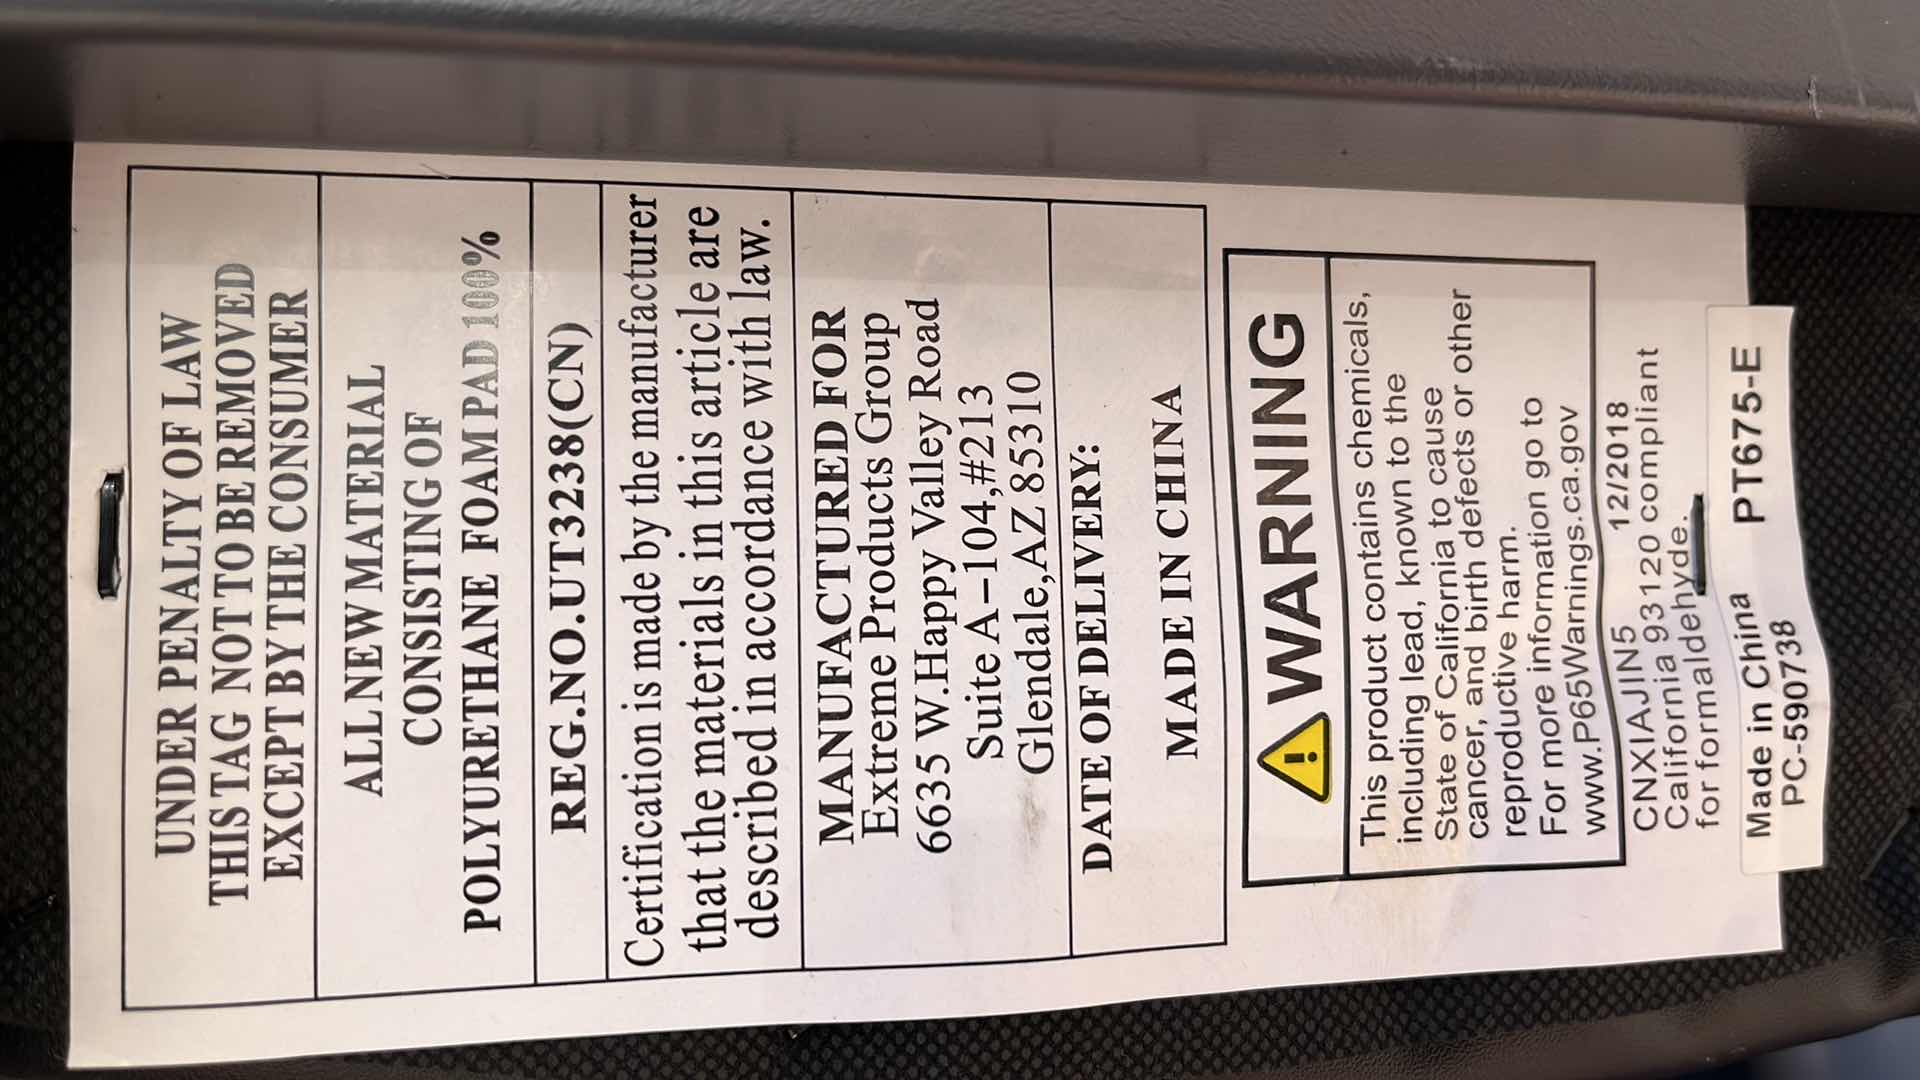 UNDER PENALTY OF LAW
THIS TAG NOT TO BE REMOVED
EXCEPT BY THE CONSUMER
ALL NEW MATERIAL
CONSISTING OF
POLYURETHANE FOAM PAD 100%
REG.NO.UT3238(CN)
Certification is made by the manufacturer
that the materials in this article are
described in accordance with law.
MANUFACTURED FOR
Extreme Products Group
6635 W.Happy Valley Road
Suite A-104,#213
Glendale,AZ 85310
DATE OF DELIVERY:
MADE IN CHINA
WARNING
This product contains chemicals,
including lead, known to the
State of California to cause
cancer, and birth defects or other
reproductive harm.
For more information go to
www.P65Warnings.ca.gov
CNXIAJIN5 12/2018
California 93120 compliant
for formaldehyde.
Made in China PT675-E
PC-590738